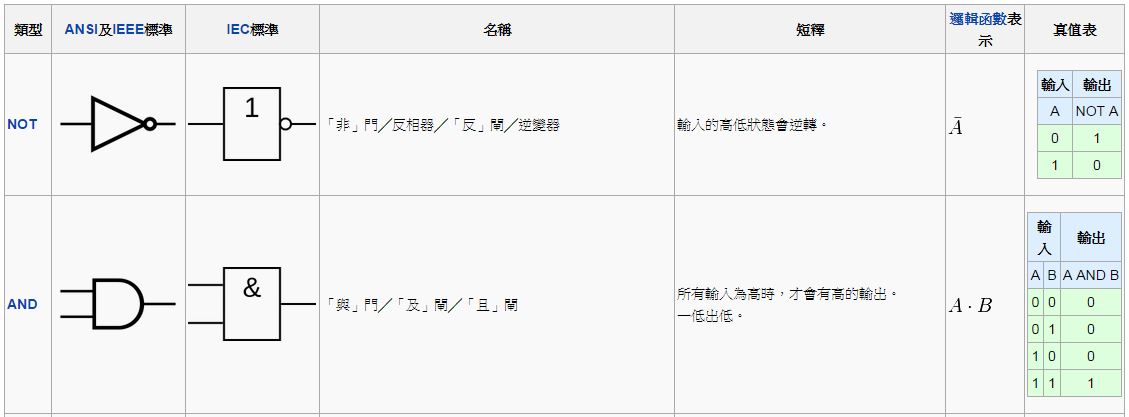 類型 ANSI及IEEE標準 IEC標準 名稱 短釋 邏輯函數表示 真值表
NOT
1
「非」門╱反相器╱「反」閘╱逆變器
輸入的高低狀態會逆轉。
Ā
輸入 輸出
A NOT A
0 1
1 0
AND
&
「與」門╱「及」閘╱「且」閘
所有輸入為高時，才會有高的輸出。
一低出低。
A · B
輸入 輸出
A B A AND B
0 0 0
0 1 0
1 0 0
1 1 1